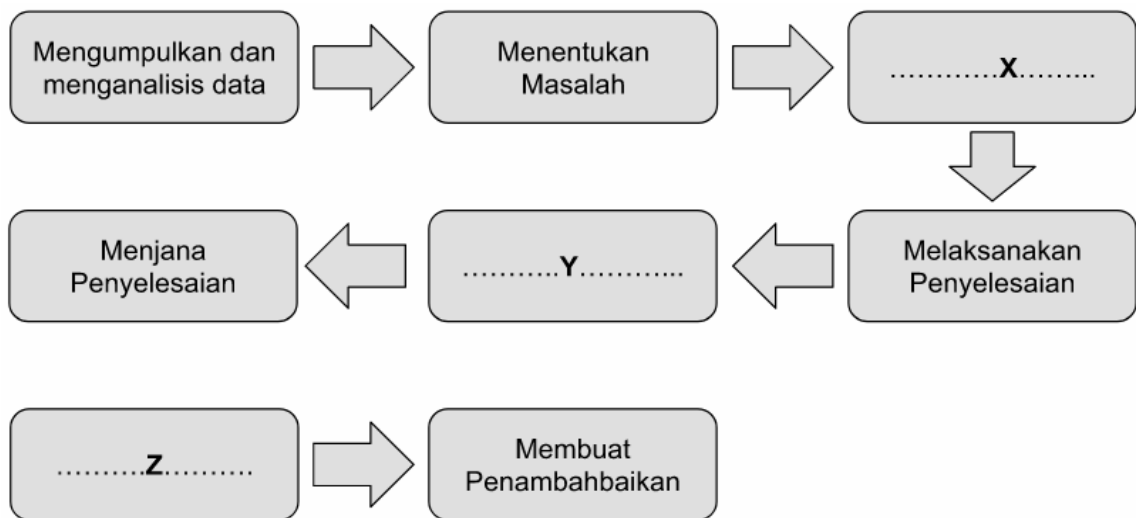 Mengumpulkan dan
menganalisis data
Menentukan
Masalah
…………X……...
Melaksanakan
Penyelesaian
………..Y………...
Menjana
Penyelesaian
………Z……….
Membuat
Penambahbaikan